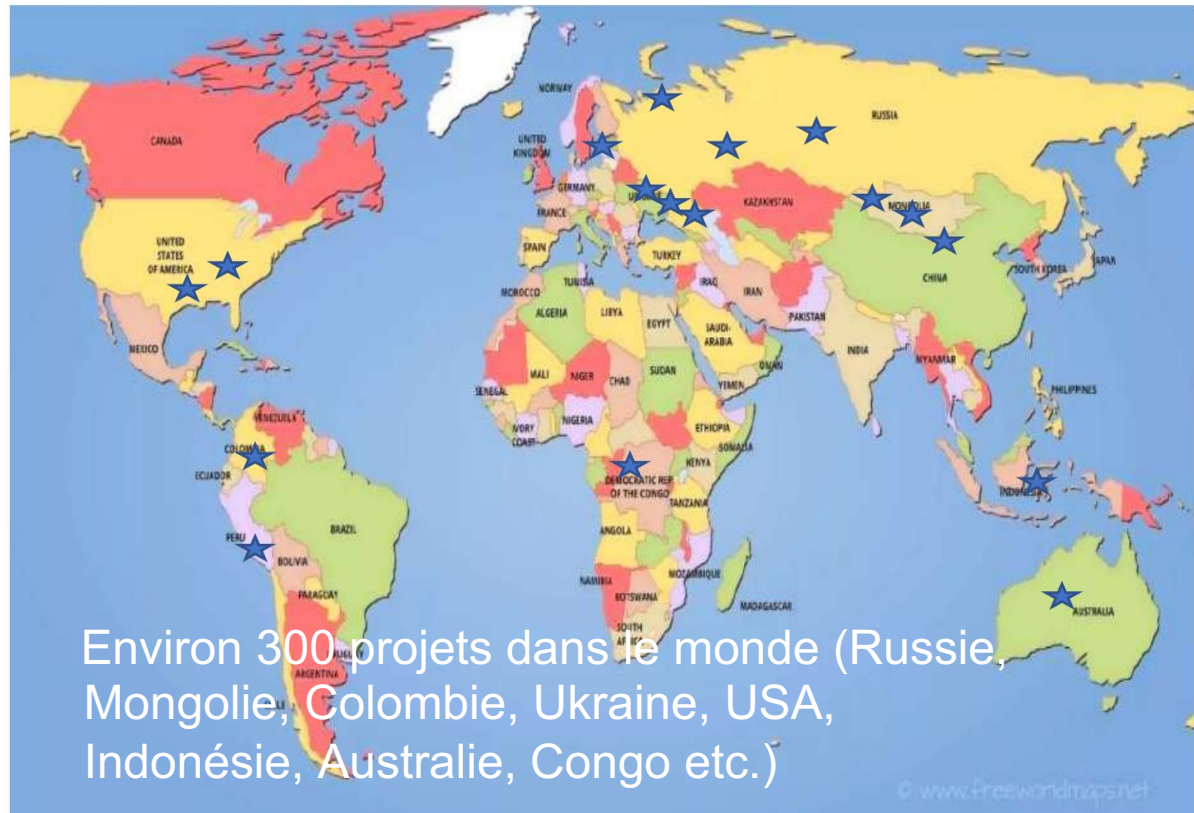 NORWAY
RUSSIA
CANADA
UNITED
KINGDOM
GERMANY
FRANCE
KAZAKHSTAN
MONGOLIA
UNITED
STATES
OF AMERICA
SPAIN
TURKEY
CHINA
SOUTH KOREA
JAPAN
TUNISIA
MOROCCO
IRAQ
IRAN
ALGERIA
LIBYA
EGYPT
PAKISTAN
SAUDI-
ARABIA
MEXICO
INDIA
MYANMAR
OMAN
MALI
NIGER
CHAD
SUDAN
YEMEN
PHILIPPINES
SENEGAL
VENEZUELA
IVORY
COAST
NIGERIA
ETHIOPIA
SOMALIA
COLOMBIA
ECUADOR
KENYA
DEMOCRATIC REP.
OF THE CONGO
INDONESIA
TANZANIA
BRAZIL
PERU
ANGOLA
BOLIVIA
MOZAMBIQUE
NAMIBIA
PARAGUAY
BOTSWANA
MADAGASCAR
AUSTRALIA
SOUTH
AFRICA
Environ 300 projets dans le monde (Russie,
URUGUAY
ARGENTINA
Mongolie, Colombie, Ukraine, USA,
Indonésie, Australie, Congo etc.)
© www.freeworldmaps.net